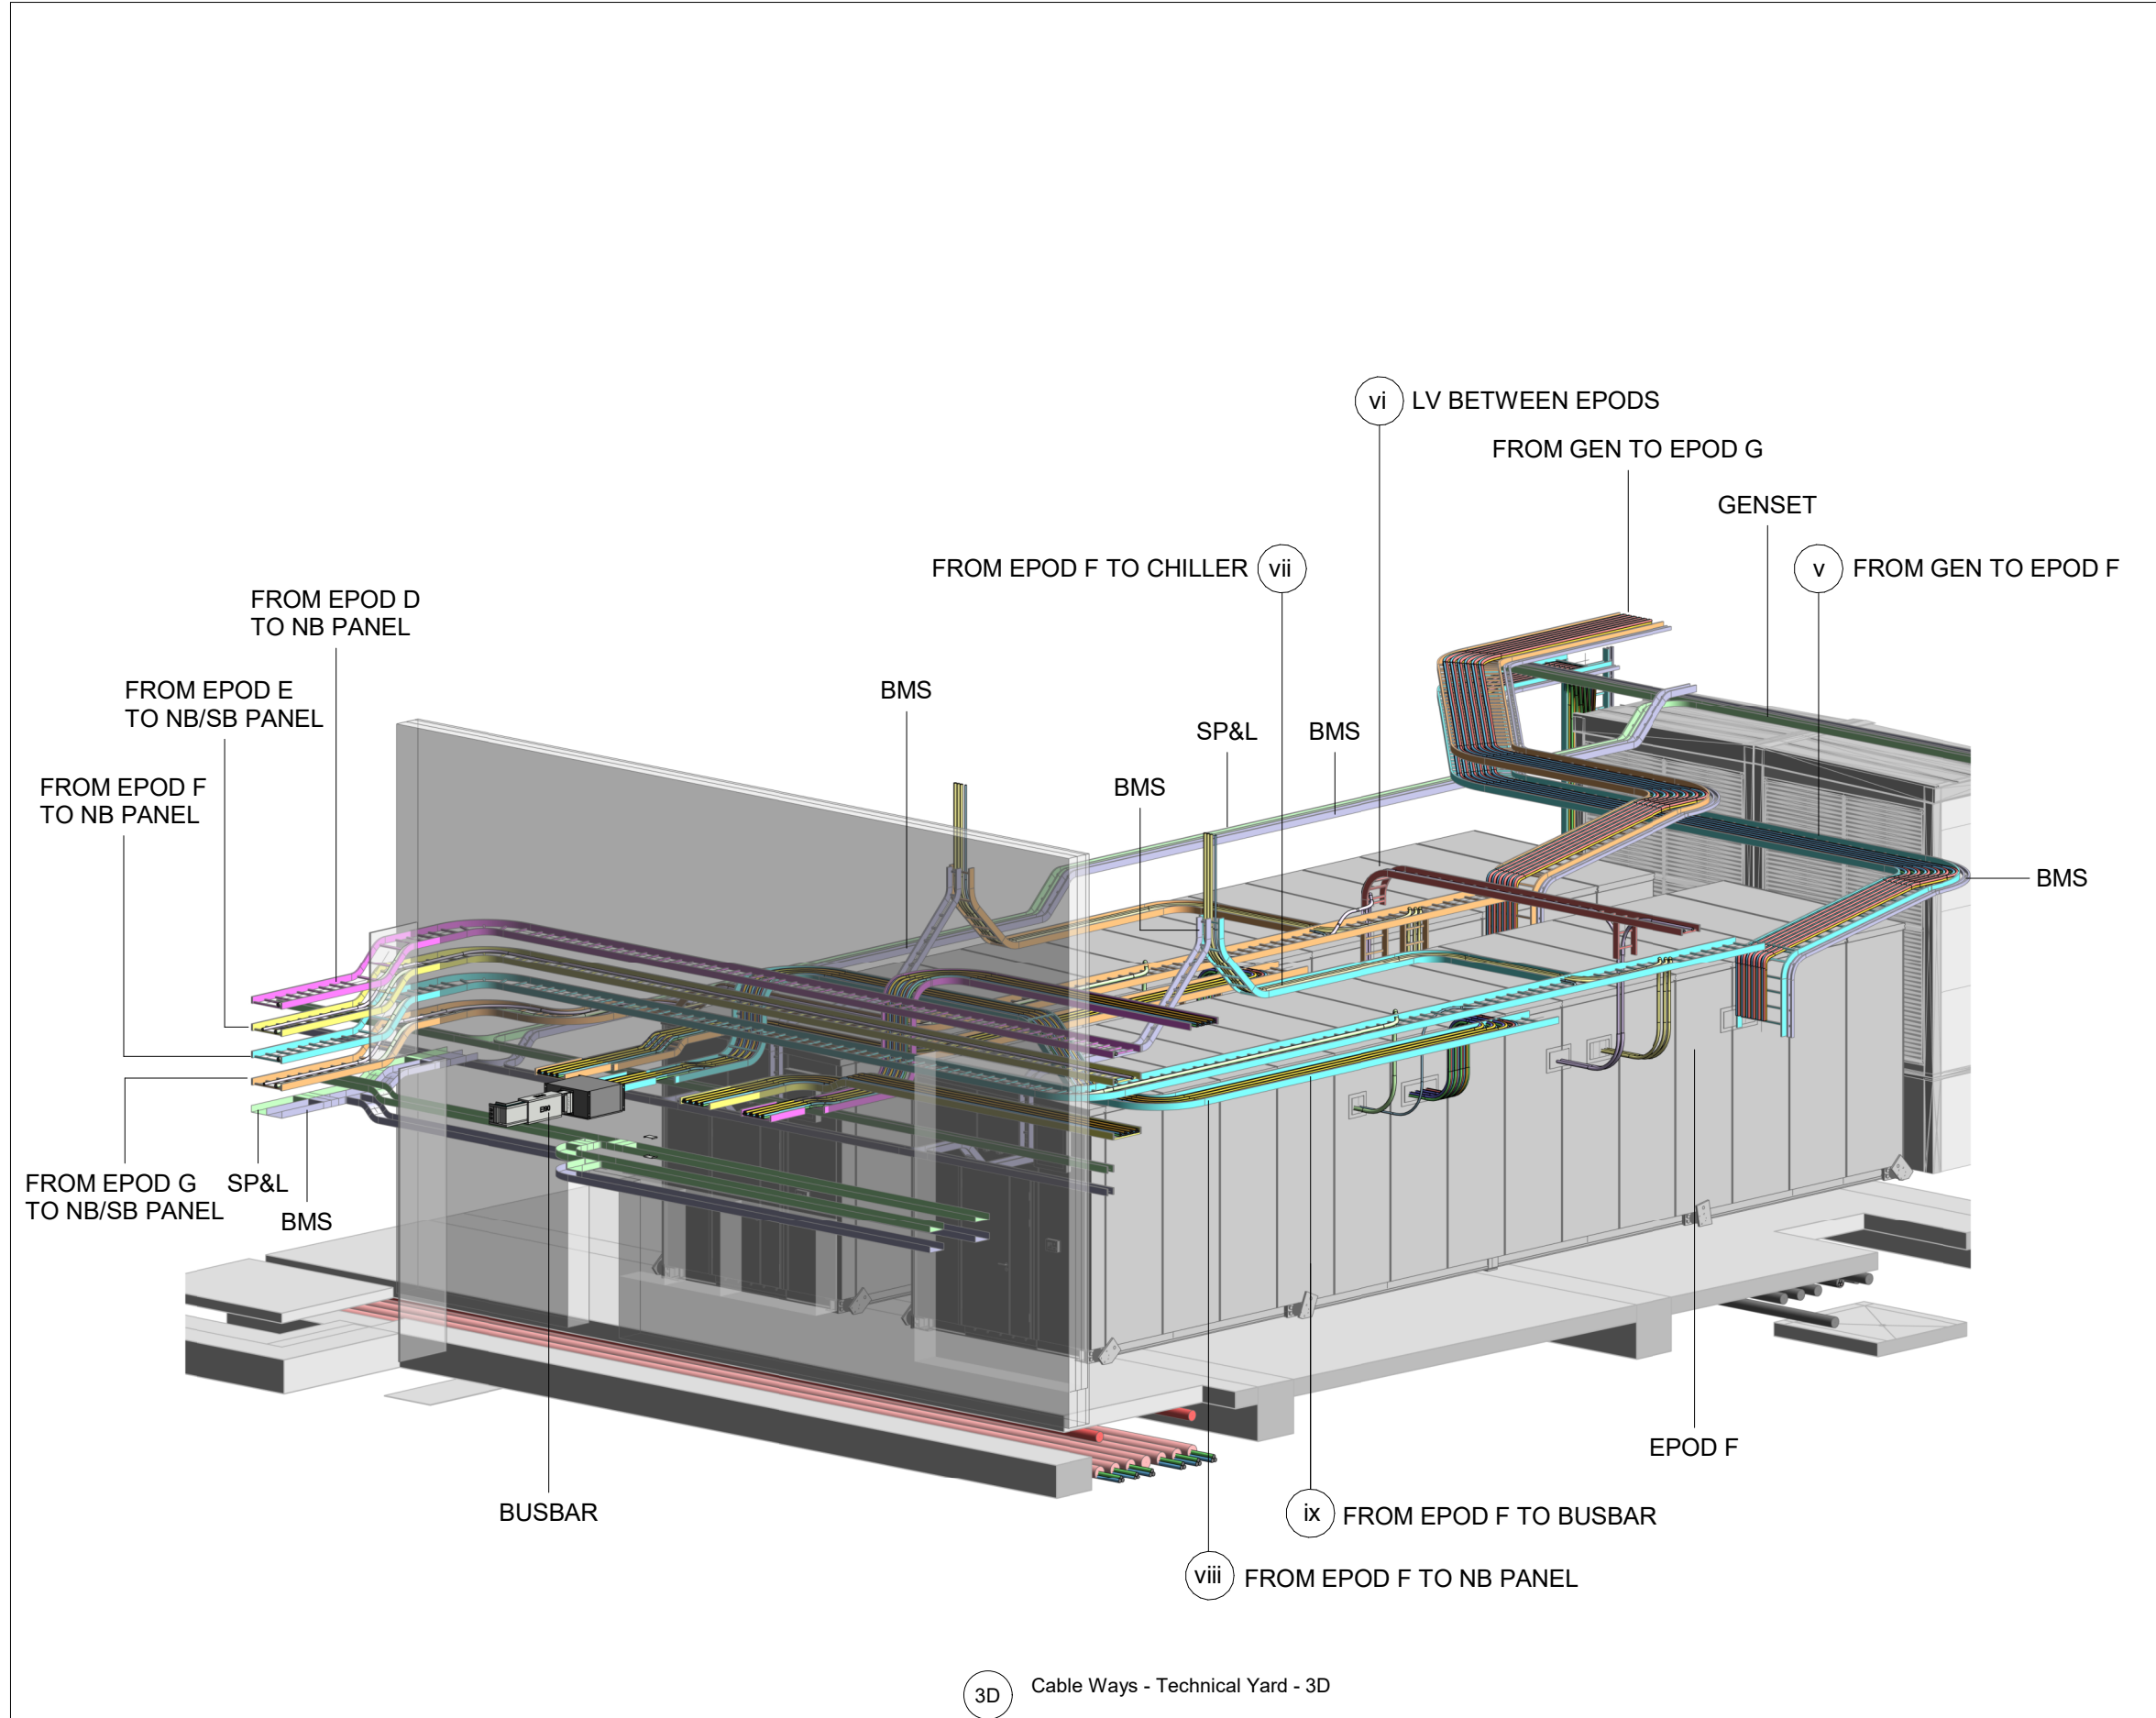 vi LV BETWEEN EPODS
FROM GEN TO EPOD G
GENSET
FROM EPOD F TO CHILLER vii
v FROM GEN TO EPOD F
FROM EPOD D
TO NB PANEL
FROM EPOD E
TO NB/SB PANEL
BMS
SP&L
BMS
FROM EPOD F
TO NB PANEL
BMS
BMS
FROM EPOD G
TO NB/SB PANEL
SP&L
BMS
EPOD F
BUSBAR
ix FROM EPOD F TO BUSBAR
viii FROM EPOD F TO NB PANEL
3D Cable Ways - Technical Yard - 3D